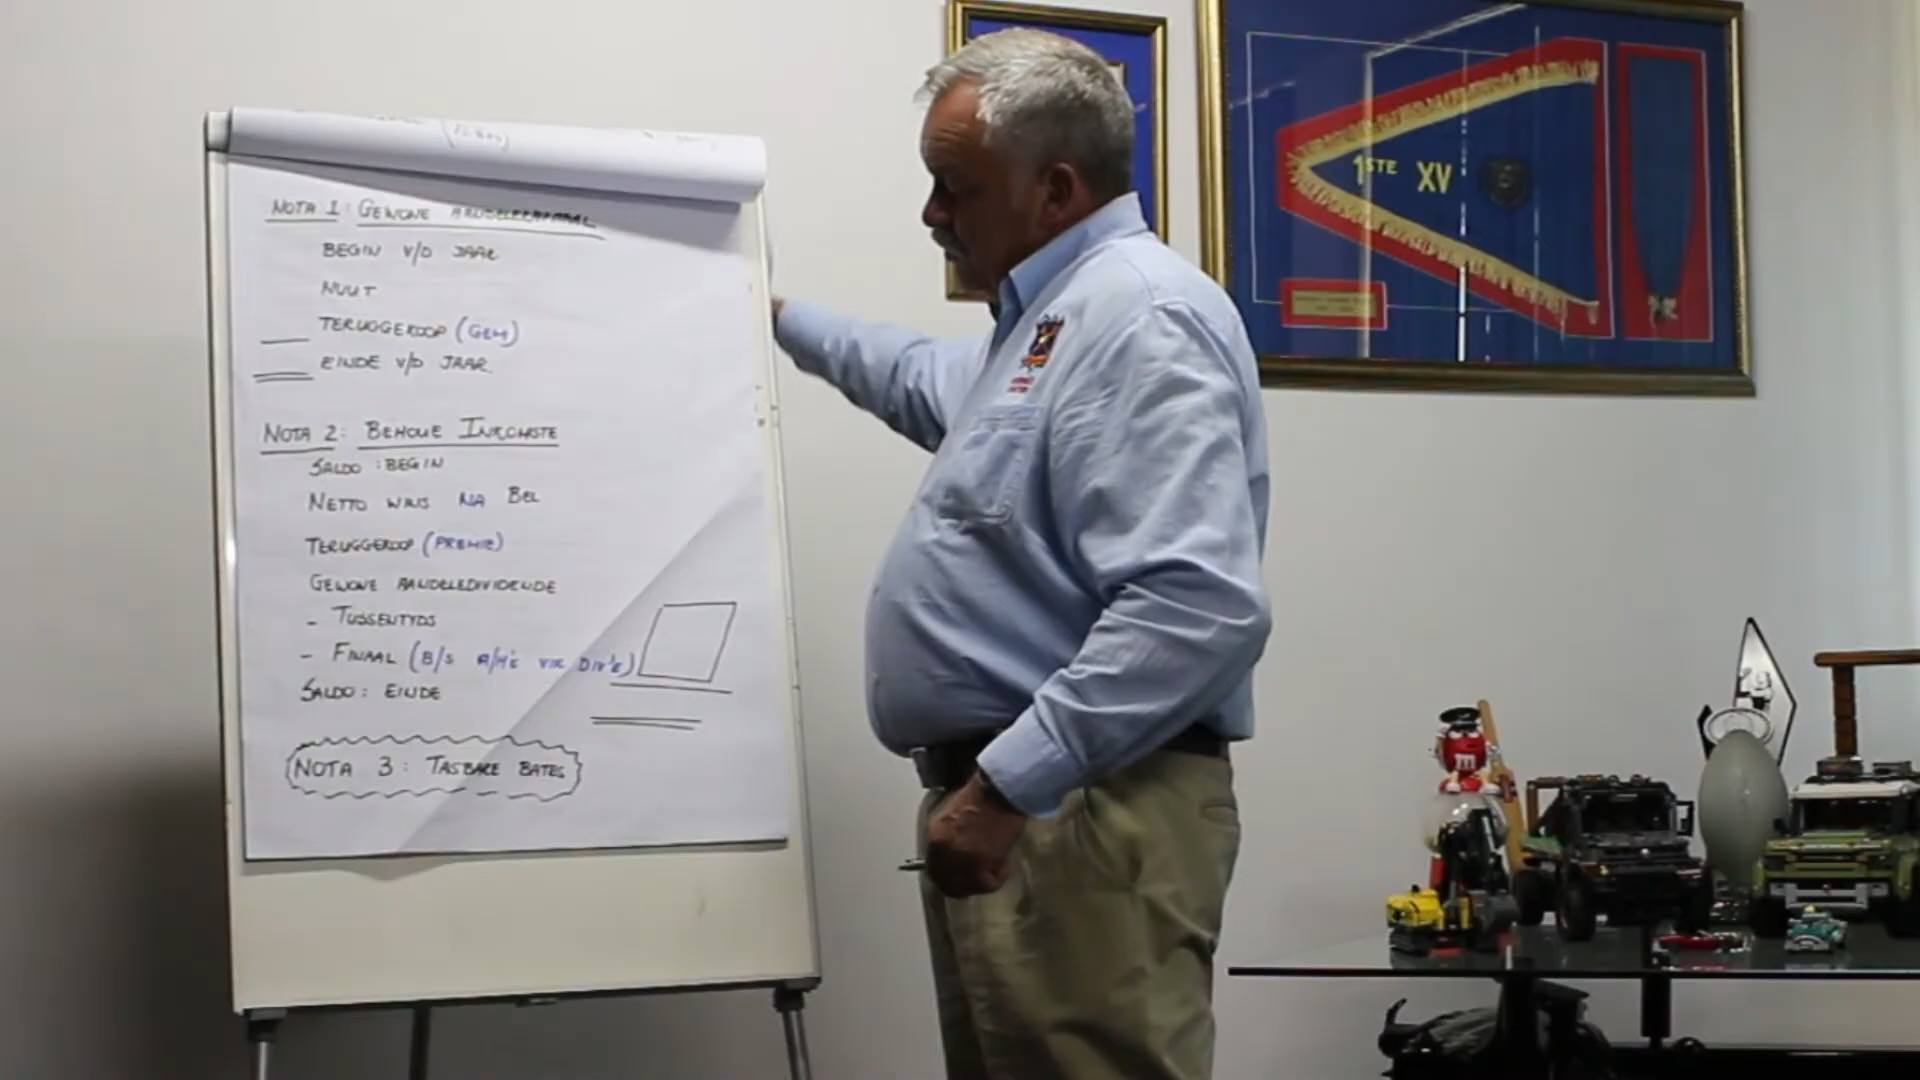 NOTA 1: GEWONE AANDELEKAPITAAL
BEGIN V/D JAAR
NUUT
TERUGGEKOOP (GEM)
EINDE V/D JAAR
NOTA 2: BEHOUE INKOMSTE
SALDO : BEGIN
NETTO WINS NA BEL
TERUGGEKOOP (PREMIE)
GEWONE AANDELEDIVIDENDE
- TUSSENTYDS
- FINAAL (B/S A/H'S VIR DIV'E)
SALDO : EINDE
NOTA 3: TASBARE BATES
1STE XV